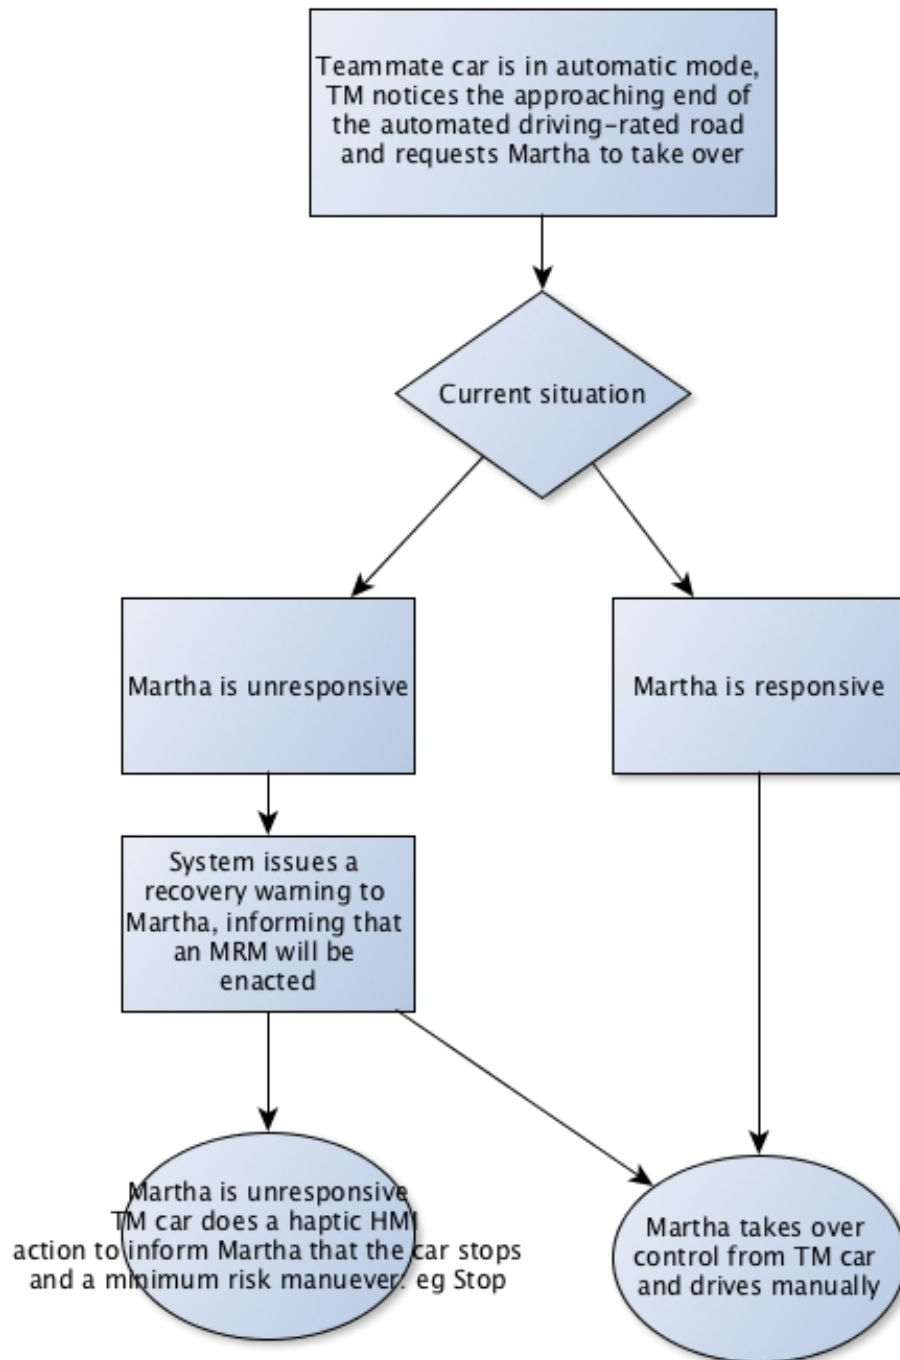 Teammate car is in automatic mode,
TM notices the approaching end of
the automated driving-rated road
and requests Martha to take over
Current situation
Martha is unresponsive
Martha is responsive
System issues a
recovery warning to
Martha, informing that
an MRM will be
enacted
Martha is unresponsive
TM car does a haptic HMI
action to inform Martha that the car stops
and a minimum risk manuever: eg Stop
Martha takes over
control from TM car
and drives manually